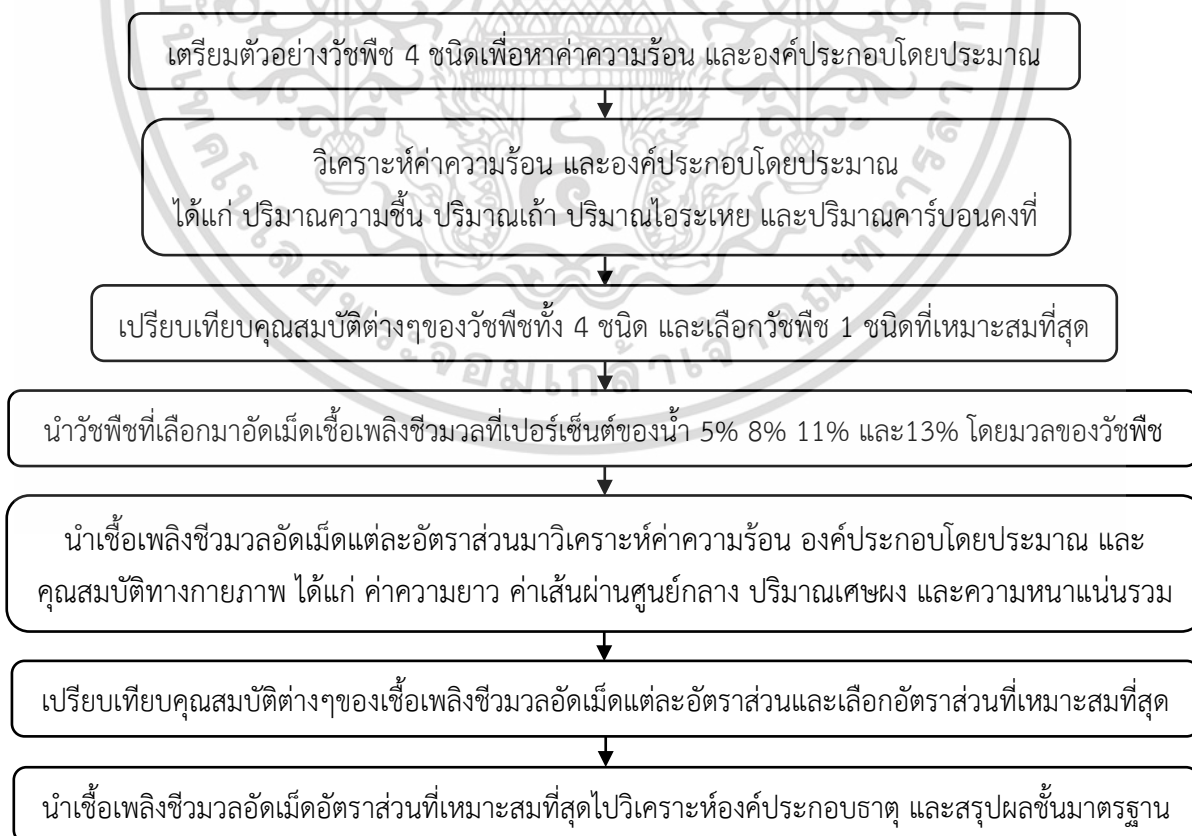 เตรียมตัวอย่างวัชพืช 4 ชนิดเพื่อหาค่าความร้อน และองค์ประกอบโดยประมาณ
วิเคราะห์ค่าความร้อน และองค์ประกอบโดยประมาณ
ได้แก่ ปริมาณความชื้น ปริมาณเถ้า ปริมาณไอระเหย และปริมาณคาร์บอนคงที่
เปรียบเทียบคุณสมบัติต่างๆของวัชพืชทั้ง 4 ชนิด และเลือกวัชพืช 1 ชนิดที่เหมาะสมที่สุด
นำวัชพืชที่เลือกมาอัดเม็ดเชื้อเพลิงชีวมวลที่เปอร์เซ็นต์ของน้ำ 5% 8% 11% และ13% โดยมวลของวัชพืช
นำเชื้อเพลิงชีวมวลอัดเม็ดแต่ละอัตราส่วนมาวิเคราะห์ค่าความร้อน องค์ประกอบโดยประมาณ และ
คุณสมบัติทางกายภาพ ได้แก่ ค่าความยาว ค่าเส้นผ่านศูนย์กลาง ปริมาณเศษผง และความหนาแน่นรวม
เปรียบเทียบคุณสมบัติต่างๆของเชื้อเพลิงชีวมวลอัดเม็ดแต่ละอัตราส่วนและเลือกอัตราส่วนที่เหมาะสมที่สุด
นำเชื้อเพลิงชีวมวลอัดเม็ดอัตราส่วนที่เหมาะสมที่สุดไปวิเคราะห์องค์ประกอบธาตุ และสรุปผลชั้นมาตรฐาน
พระจอมเกล้าเจ้าคุณทหาร